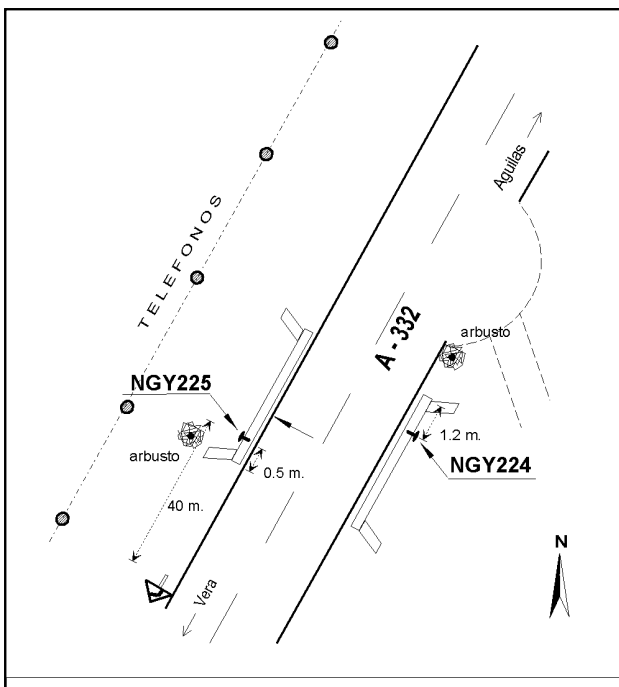 TELEFONOS
Aguilas
A - 332
arbusto
NGY225
arbusto
1.2 m.
NGY224
0.5 m.
40 m.
Vera
N